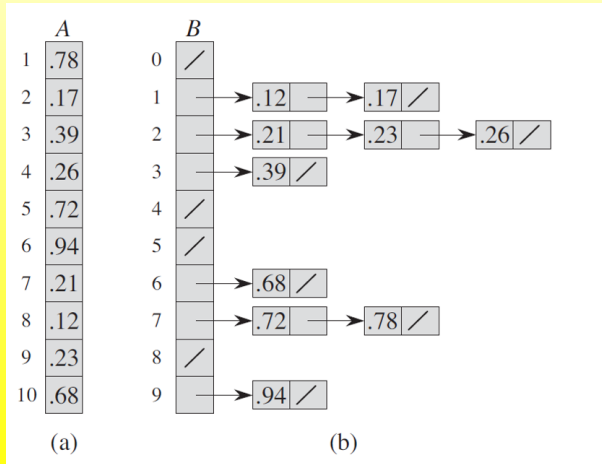 A B
1 .78 0 /
2 .17 1 .12 .17 /
3 .39 2 .21 .23 .26 /
4 .26 3 .39 /
5 .72 4 /
6 .94 5 /
7 .21 6 .68 /
8 .12 7 .72 .78 /
9 .23 8 /
10 .68 9 .94 /
(a) (b)